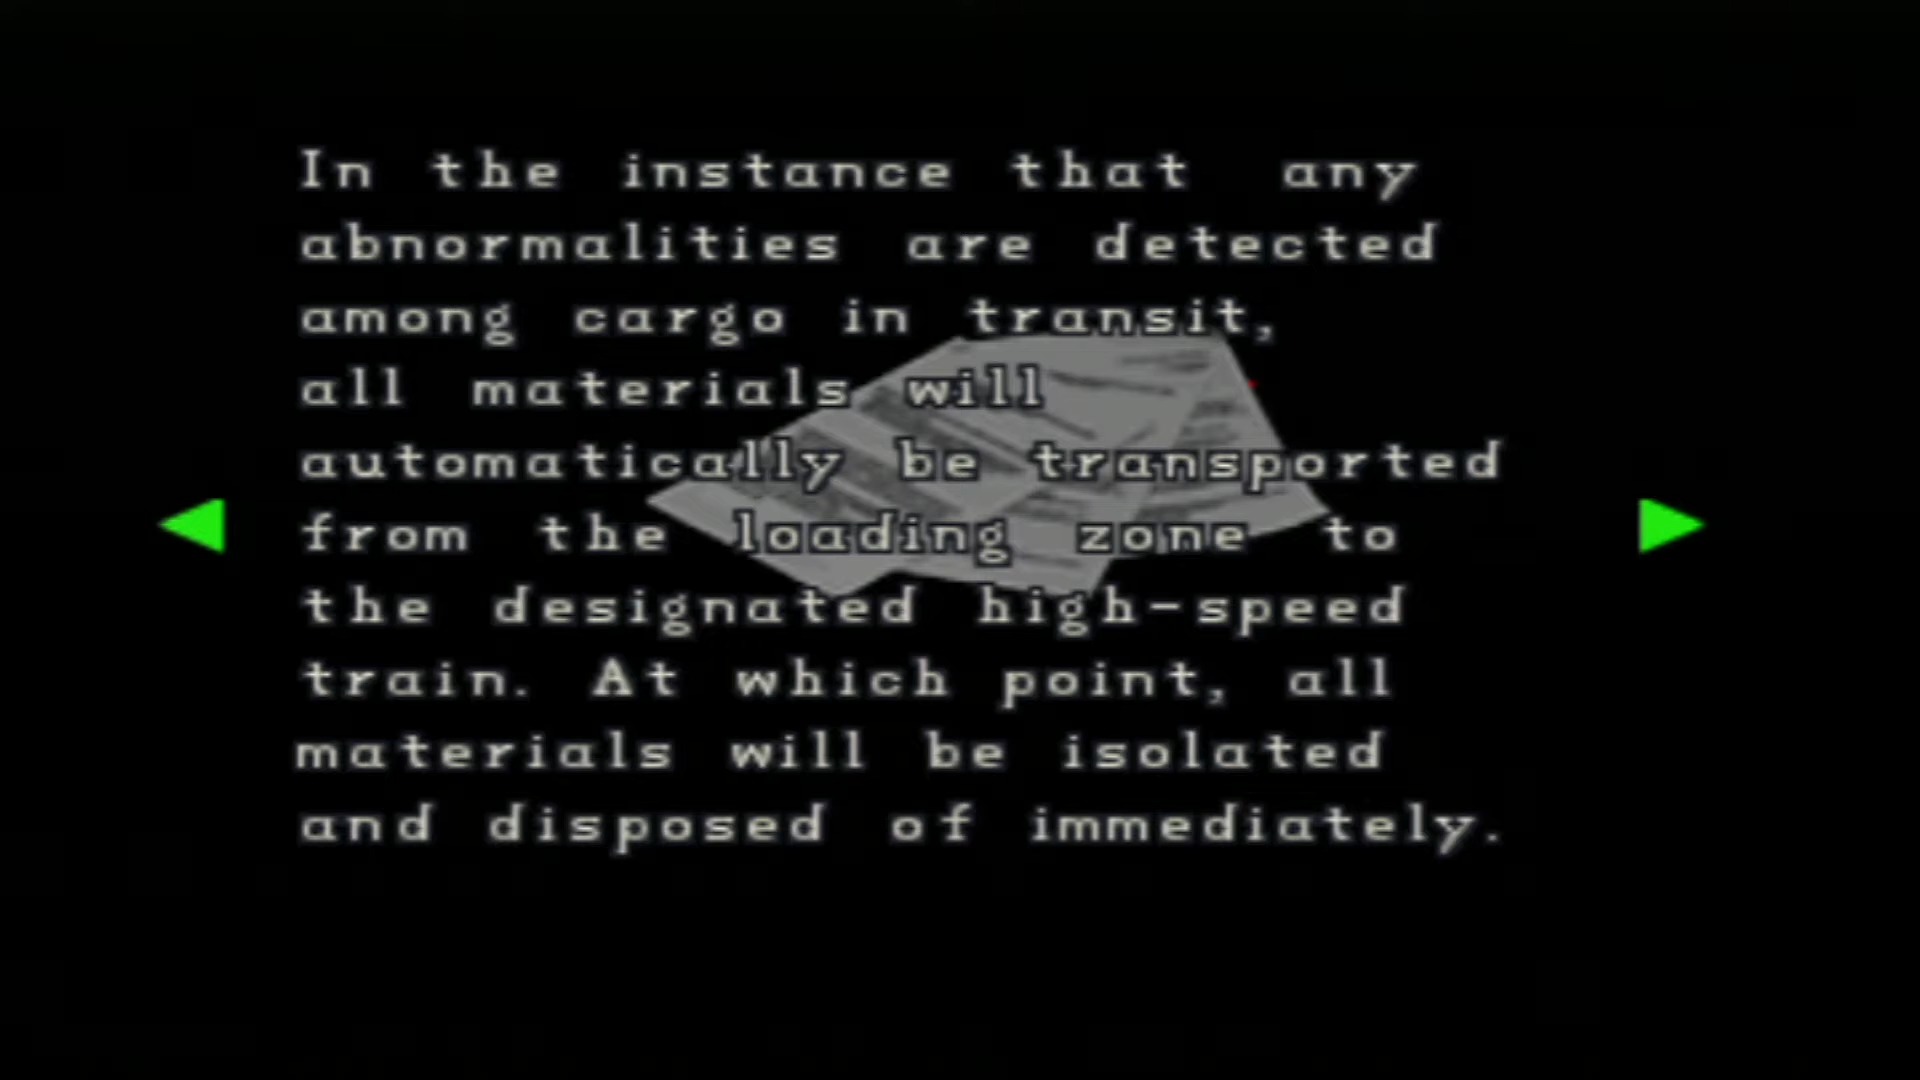 In the instance that any
abnormalities are detected
among cargo in transit,
all materials will
automatically be transported
from the loading zone to
the designated high-speed
train. At which point, all
materials will be isolated
and disposed of immediately.